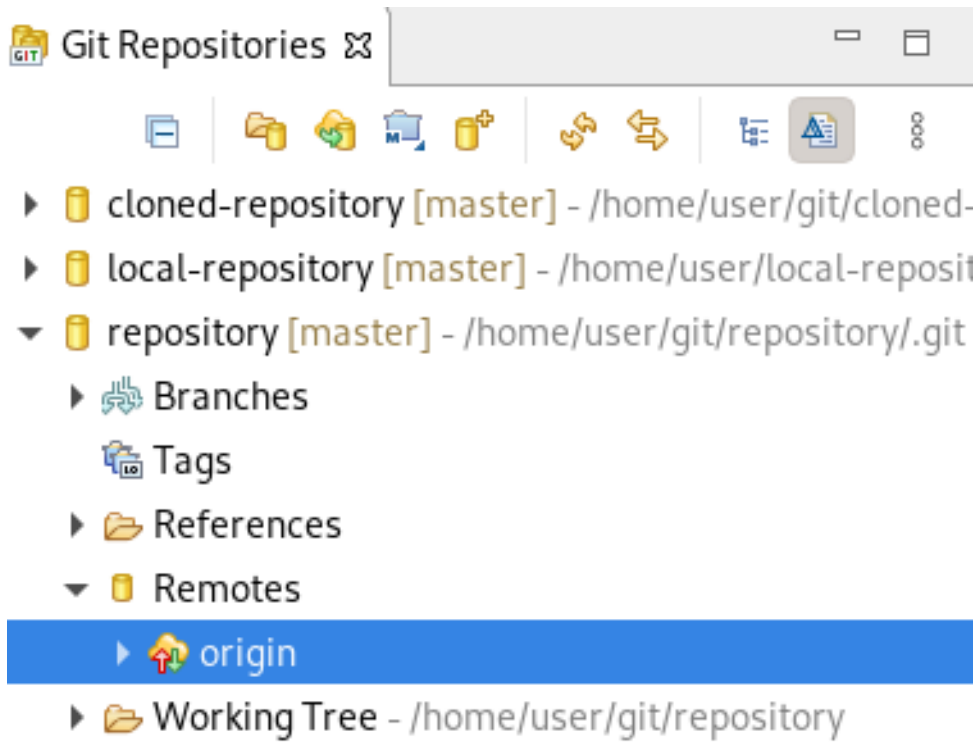 Git Repositories
cloned-repository [master] - /home/user/git/cloned-
local-repository [master] - /home/user/local-reposit
repository [master] - /home/user/git/repository/.git
Branches
Tags
References
Remotes
origin
Working Tree - /home/user/git/repository